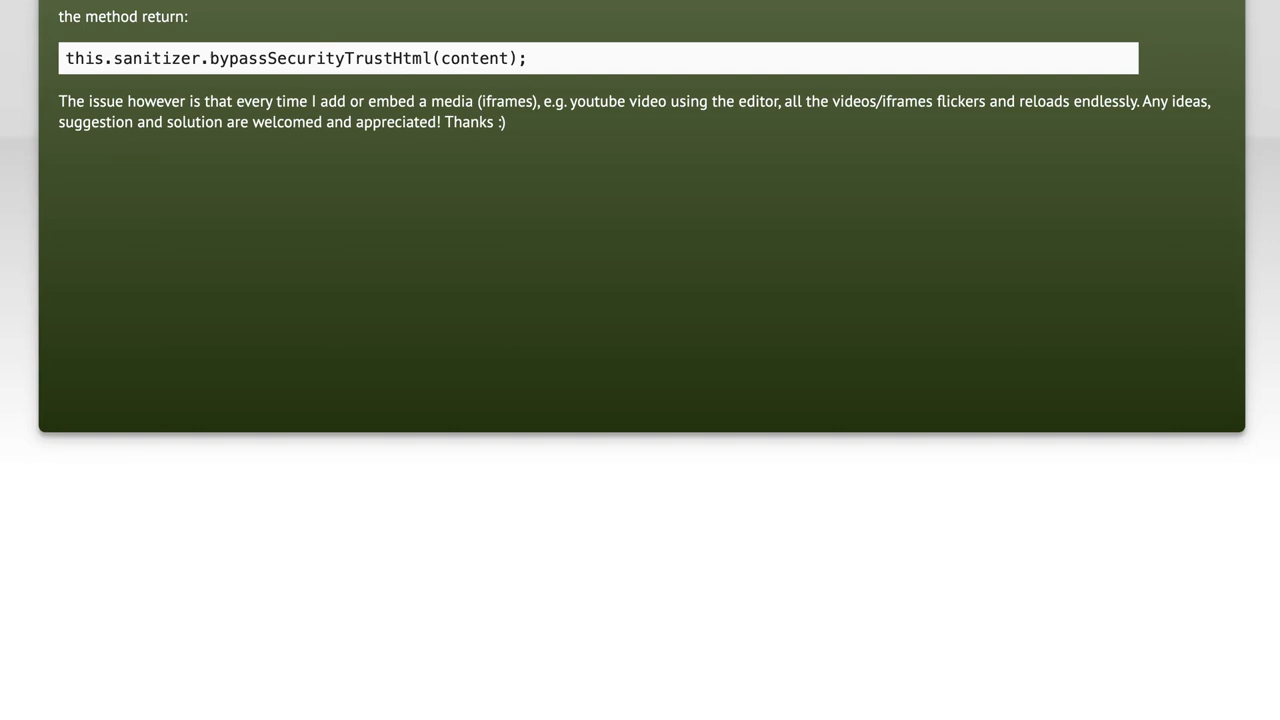 the method return:
this.sanitizer.bypassSecurityTrustHtml(content);
The issue however is that every time I add or embed a media (iframes), e.g. youtube video using the editor, all the videos/iframes flickers and reloads endlessly. Any ideas,
suggestion and solution are welcomed and appreciated! Thanks :)